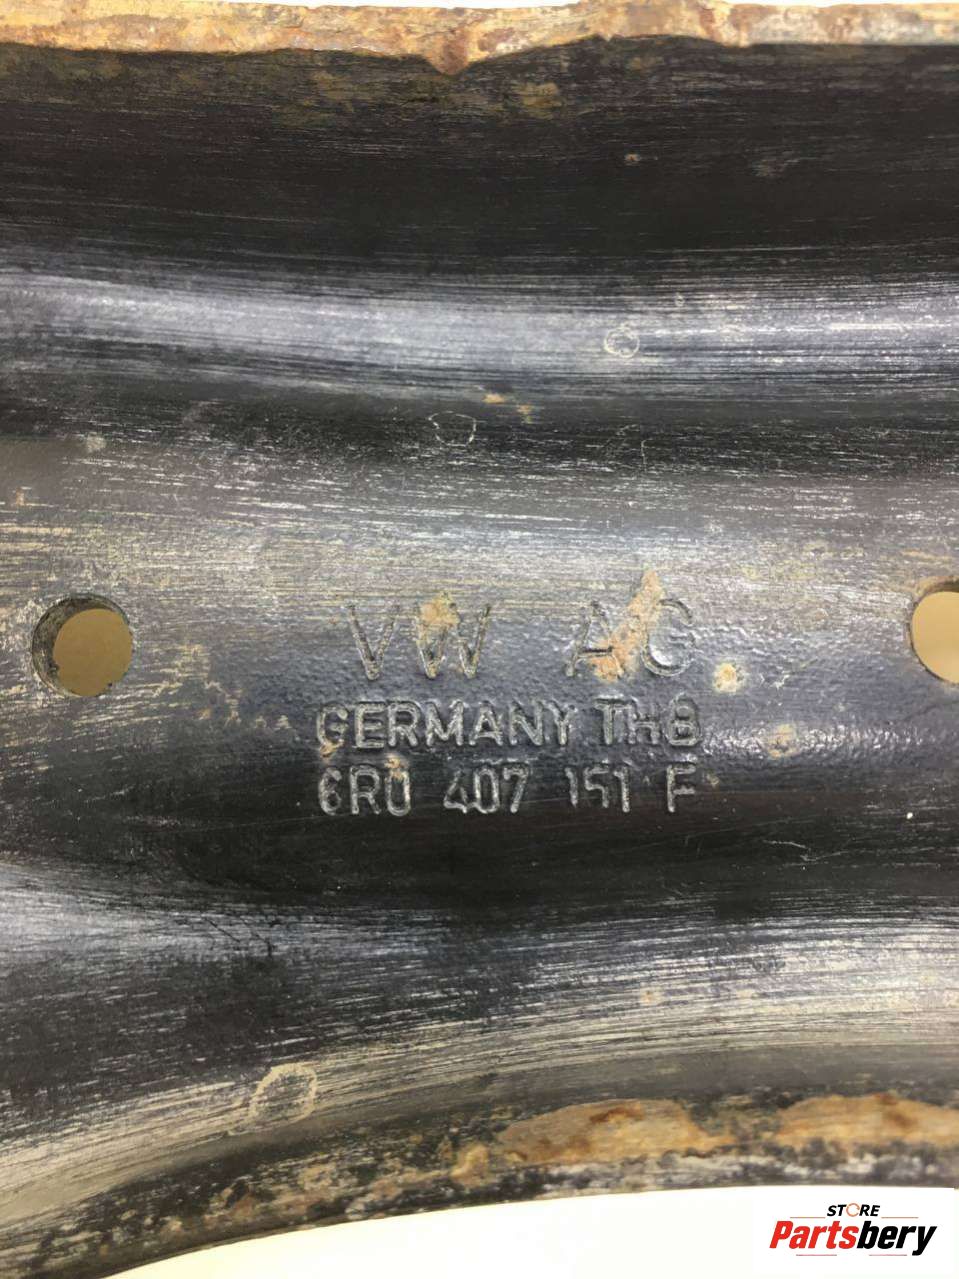 VW AG
GERMANY THB
6R0 407 151 F
STORE
Partsbery